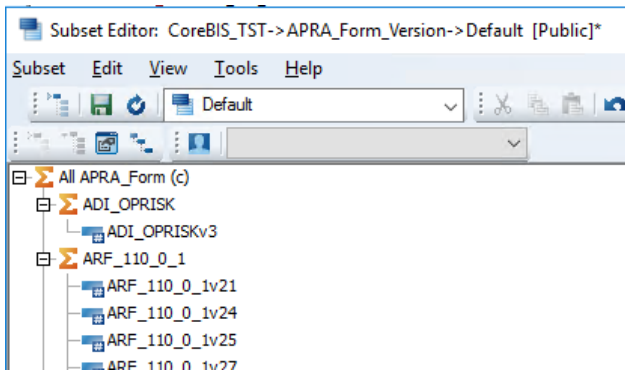 Subset Editor: CoreBIS_TST->APRA_Form_Version->Default [Public]*
Subset Edit View Tools Help
Default
All APRA_Form (c)
ADI_OPRISK
ADI_OPRISKv3
ARF_110_0_1
ARF_110_0_1v21
ARF_110_0_1v24
ARF_110_0_1v25
ARF_110_0_1v27